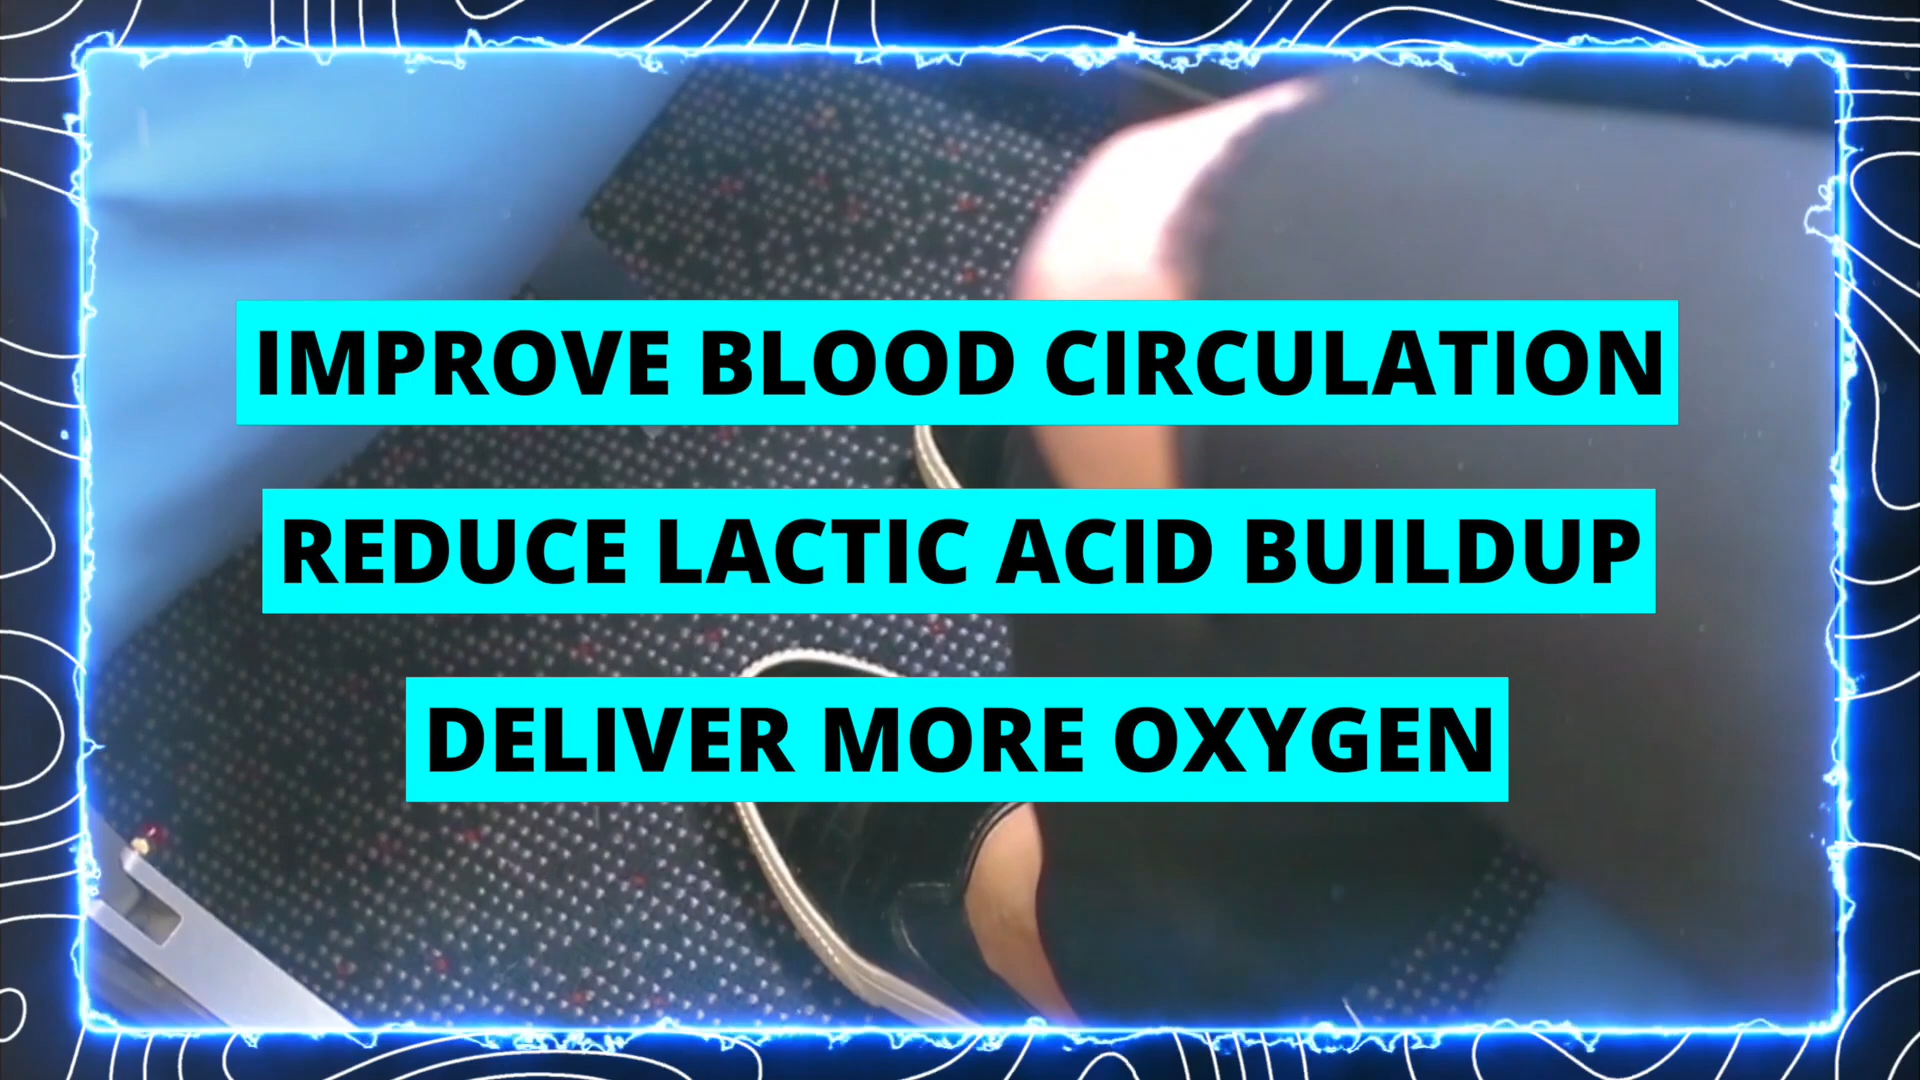 IMPROVE BLOOD CIRCULATION
REDUCE LACTIC ACID BUILDUP
DELIVER MORE OXYGEN